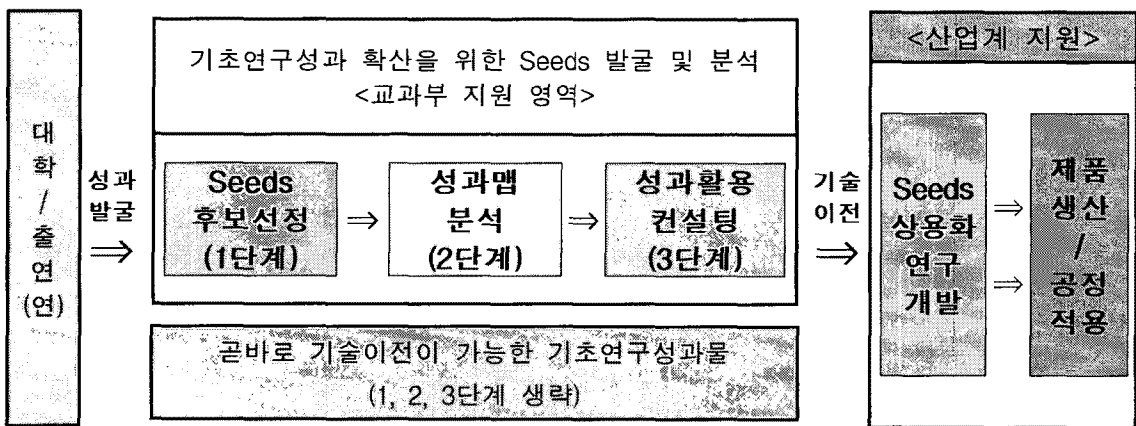 대
학
/
출
연
(연)
성과
발굴
⇒
기초연구성과 확산을 위한 Seeds 발굴 및 분석
<교과부 지원 영역>
Seeds
후보선정
(1단계)
⇒
성과맵
분석
(2단계)
⇒
성과활용
컨설팅
(3단계)
곧바로 기술이전이 가능한 기초연구성과물
(1, 2, 3단계 생략)
기술
이전
⇒
<산업계 지원>
Seeds
상용화
연구
개발
⇒
⇒
제품
생산
/
공정
적용